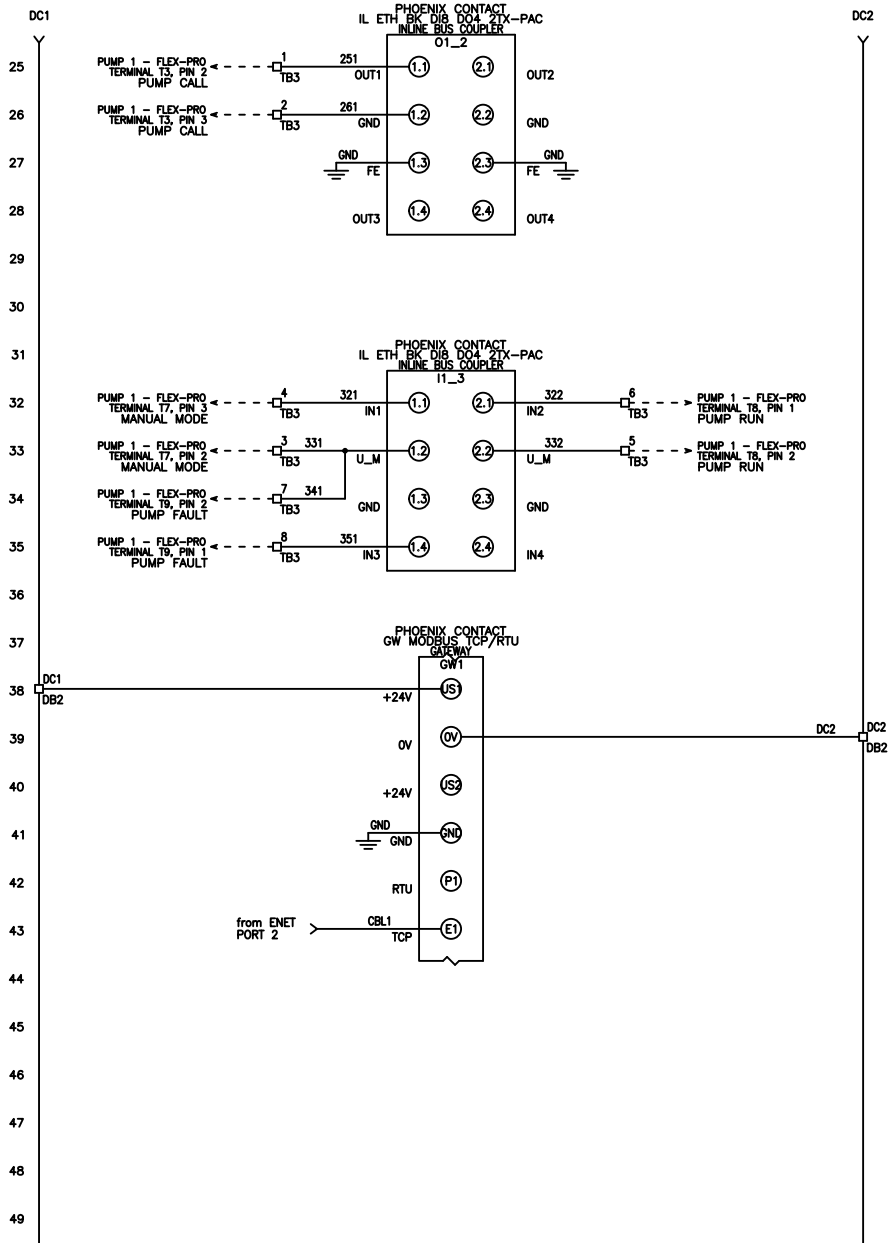 DC1
DC2
PHOENIX CONTACT
IL ETH BK DI8 DO4 2TX-PAC
INLINE BUS COUPLER
O1_2
25
PUMP 1 - FLEX-PRO
TERMINAL T3, PIN 2
PUMP CALL
1
TB3
251
OUT1
1.1
2.1
OUT2
26
PUMP 1 - FLEX-PRO
TERMINAL T3, PIN 3
PUMP CALL
2
TB3
261
GND
1.2
2.2
GND
27
GND
FE
1.3
2.3
GND
FE
28
OUT3
1.4
2.4
OUT4
29
30
31
PHOENIX CONTACT
IL ETH BK DI8 DO4 2TX-PAC
INLINE BUS COUPLER
I1_3
32
PUMP 1 - FLEX-PRO
TERMINAL T7, PIN 3
MANUAL MODE
4
TB3
321
IN1
1.1
2.1
322
IN2
6
TB3
PUMP 1 - FLEX-PRO
TERMINAL T8, PIN 1
PUMP RUN
33
PUMP 1 - FLEX-PRO
TERMINAL T7, PIN 2
MANUAL MODE
3
TB3
331
U_M
1.2
2.2
332
U_M
5
TB3
PUMP 1 - FLEX-PRO
TERMINAL T8, PIN 2
PUMP RUN
34
PUMP 1 - FLEX-PRO
TERMINAL T9, PIN 2
PUMP FAULT
7
TB3
341
GND
1.3
2.3
GND
35
PUMP 1 - FLEX-PRO
TERMINAL T9, PIN 1
PUMP FAULT
8
TB3
351
IN3
1.4
2.4
IN4
36
37
PHOENIX CONTACT
GW MODBUS TCP/RTU
GATEWAY
GW1
38
DC1
DB2
+24V
US1
39
0V
0V
DC2
DC2
DB2
40
+24V
US2
41
GND
GND
GND
42
RTU
P1
43
from ENET
PORT 2
CBL1
TCP
E1
44
45
46
47
48
49